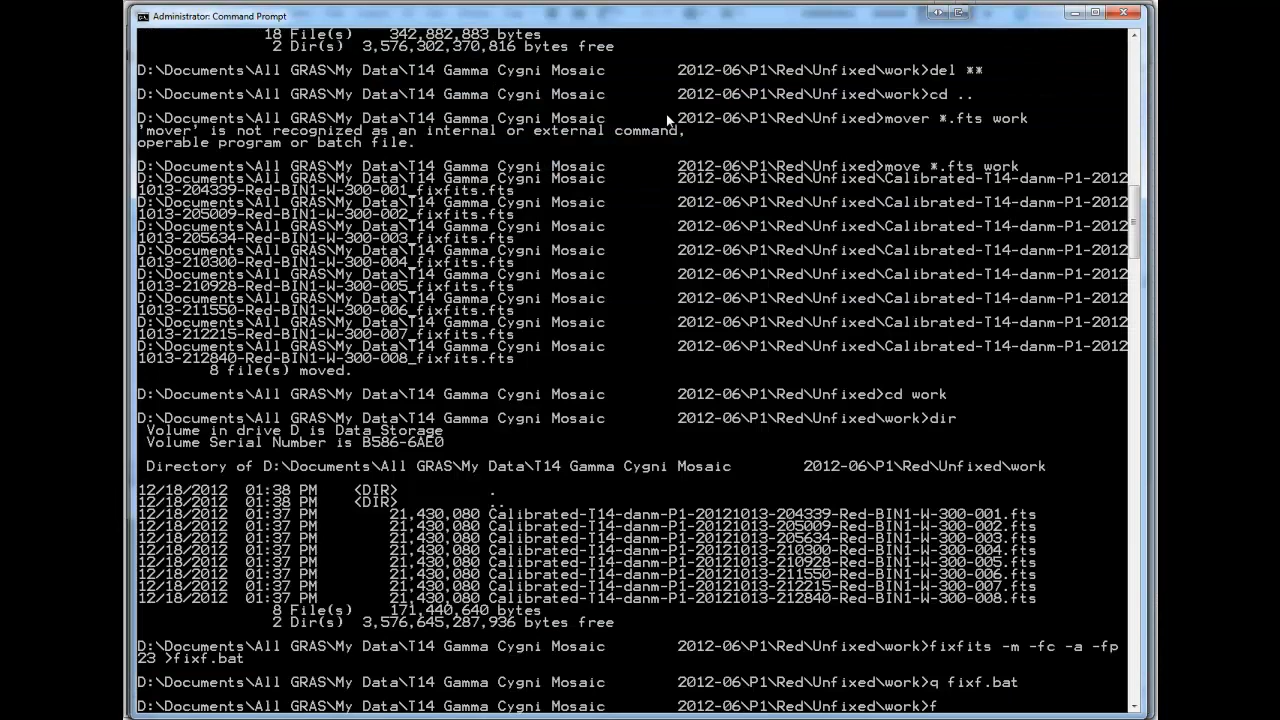 Administrator: Command Prompt
18 File(s)    342,882,883 bytes
2 Dir(s)  3,576,302,370,816 bytes free
D:\Documents\All GRAS\My Data\T14 Gamma Cygni Mosaic        2012-06\P1\Red\Unfixed\work>del **
D:\Documents\All GRAS\My Data\T14 Gamma Cygni Mosaic        2012-06\P1\Red\Unfixed\work>cd ..
D:\Documents\All GRAS\My Data\T14 Gamma Cygni Mosaic        2012-06\P1\Red\Unfixed>mover *.fts work
'mover' is not recognized as an internal or external command,
operable program or batch file.
D:\Documents\All GRAS\My Data\T14 Gamma Cygni Mosaic        2012-06\P1\Red\Unfixed>move *.fts work
D:\Documents\All GRAS\My Data\T14 Gamma Cygni Mosaic        2012-06\P1\Red\Unfixed\Calibrated-T14-danm-P1-2012
1013-204339-Red-BIN1-W-300-001_fixfits.fts
D:\Documents\All GRAS\My Data\T14 Gamma Cygni Mosaic        2012-06\P1\Red\Unfixed\Calibrated-T14-danm-P1-2012
1013-205009-Red-BIN1-W-300-002_fixfits.fts
D:\Documents\All GRAS\My Data\T14 Gamma Cygni Mosaic        2012-06\P1\Red\Unfixed\Calibrated-T14-danm-P1-2012
1013-205634-Red-BIN1-W-300-003_fixfits.fts
D:\Documents\All GRAS\My Data\T14 Gamma Cygni Mosaic        2012-06\P1\Red\Unfixed\Calibrated-T14-danm-P1-2012
1013-210300-Red-BIN1-W-300-004_fixfits.fts
D:\Documents\All GRAS\My Data\T14 Gamma Cygni Mosaic        2012-06\P1\Red\Unfixed\Calibrated-T14-danm-P1-2012
1013-210928-Red-BIN1-W-300-005_fixfits.fts
D:\Documents\All GRAS\My Data\T14 Gamma Cygni Mosaic        2012-06\P1\Red\Unfixed\Calibrated-T14-danm-P1-2012
1013-211550-Red-BIN1-W-300-006_fixfits.fts
D:\Documents\All GRAS\My Data\T14 Gamma Cygni Mosaic        2012-06\P1\Red\Unfixed\Calibrated-T14-danm-P1-2012
1013-212215-Red-BIN1-W-300-007_fixfits.fts
D:\Documents\All GRAS\My Data\T14 Gamma Cygni Mosaic        2012-06\P1\Red\Unfixed\Calibrated-T14-danm-P1-2012
1013-212840-Red-BIN1-W-300-008_fixfits.fts
8 file(s) moved.
D:\Documents\All GRAS\My Data\T14 Gamma Cygni Mosaic        2012-06\P1\Red\Unfixed>cd work
D:\Documents\All GRAS\My Data\T14 Gamma Cygni Mosaic        2012-06\P1\Red\Unfixed\work>dir
Volume in drive D is Data Storage
Volume Serial Number is B586-6AE0
Directory of D:\Documents\All GRAS\My Data\T14 Gamma Cygni Mosaic        2012-06\P1\Red\Unfixed\work
12/18/2012  01:38 PM    <DIR>          .
12/18/2012  01:38 PM    <DIR>          ..
12/18/2012  01:37 PM        21,430,080 Calibrated-T14-danm-P1-20121013-204339-Red-BIN1-W-300-001.fts
12/18/2012  01:37 PM        21,430,080 Calibrated-T14-danm-P1-20121013-205009-Red-BIN1-W-300-002.fts
12/18/2012  01:37 PM        21,430,080 Calibrated-T14-danm-P1-20121013-205634-Red-BIN1-W-300-003.fts
12/18/2012  01:37 PM        21,430,080 Calibrated-T14-danm-P1-20121013-210300-Red-BIN1-W-300-004.fts
12/18/2012  01:37 PM        21,430,080 Calibrated-T14-danm-P1-20121013-210928-Red-BIN1-W-300-005.fts
12/18/2012  01:37 PM        21,430,080 Calibrated-T14-danm-P1-20121013-211550-Red-BIN1-W-300-006.fts
12/18/2012  01:37 PM        21,430,080 Calibrated-T14-danm-P1-20121013-212215-Red-BIN1-W-300-007.fts
12/18/2012  01:37 PM        21,430,080 Calibrated-T14-danm-P1-20121013-212840-Red-BIN1-W-300-008.fts
8 File(s)    171,440,640 bytes
2 Dir(s)  3,576,645,287,936 bytes free
D:\Documents\All GRAS\My Data\T14 Gamma Cygni Mosaic        2012-06\P1\Red\Unfixed\work>fixfits -m -fc -a -fp
23 >fixf.bat
D:\Documents\All GRAS\My Data\T14 Gamma Cygni Mosaic        2012-06\P1\Red\Unfixed\work>q fixf.bat
D:\Documents\All GRAS\My Data\T14 Gamma Cygni Mosaic        2012-06\P1\Red\Unfixed\work>f